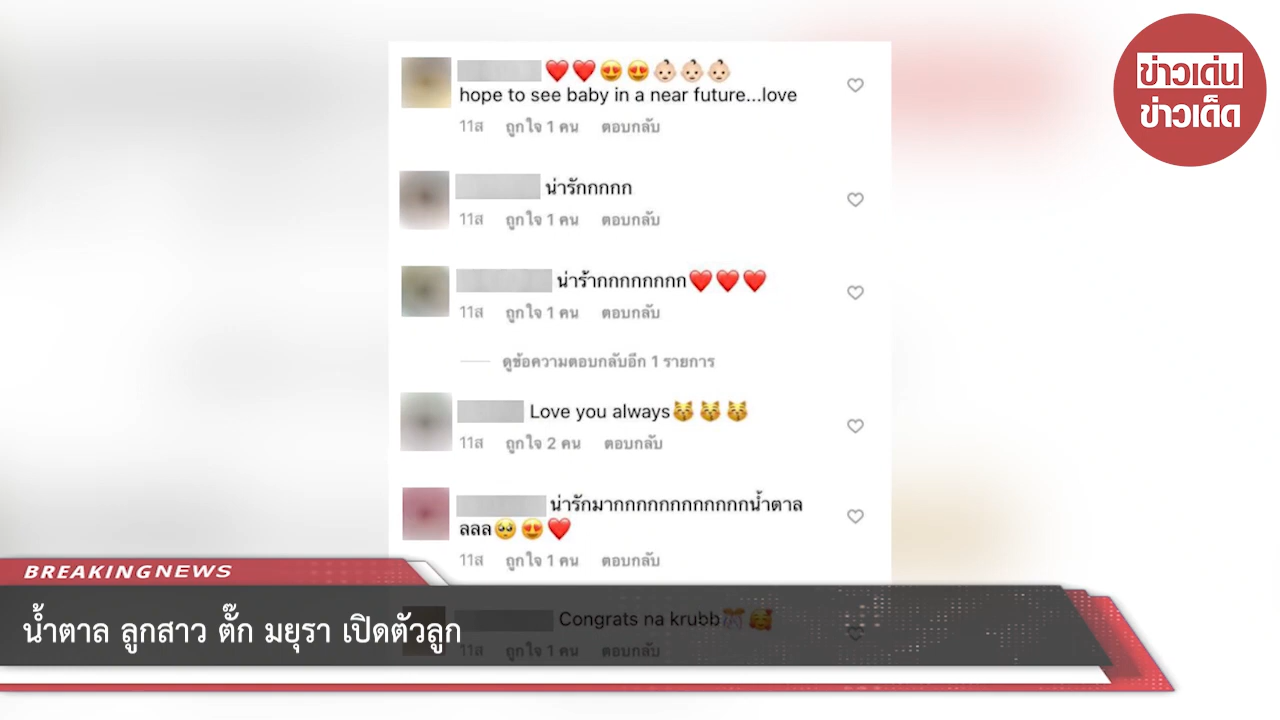 ข่าวเด่น
ข่าวเด็ด
❤️❤️😍😍👶🏻👶🏻👶🏻
hope to see baby in a near future...love
11ส ถูกใจ 1 คน ตอบกลับ
น่ารักกกกก
11ส ถูกใจ 1 คน ตอบกลับ
น่าร้ากกกกกกกกก❤️❤️❤️
11ส ถูกใจ 1 คน ตอบกลับ
ดูข้อความตอบกลับอีก 1 รายการ
Love you always😽😽😽
11ส ถูกใจ 2 คน ตอบกลับ
น่ารักมากกกกกกกกกกกกกน้ำตาล
ลลล🥺😍❤️
11ส ถูกใจ 1 คน ตอบกลับ
Congrats na krubb🎊🥰
11ส ถูกใจ 1 คน ตอบกลับ
BREAKINGNEWS
น้ำตาล ลูกสาว ตั๊ก มยุรา เปิดตัวลูก